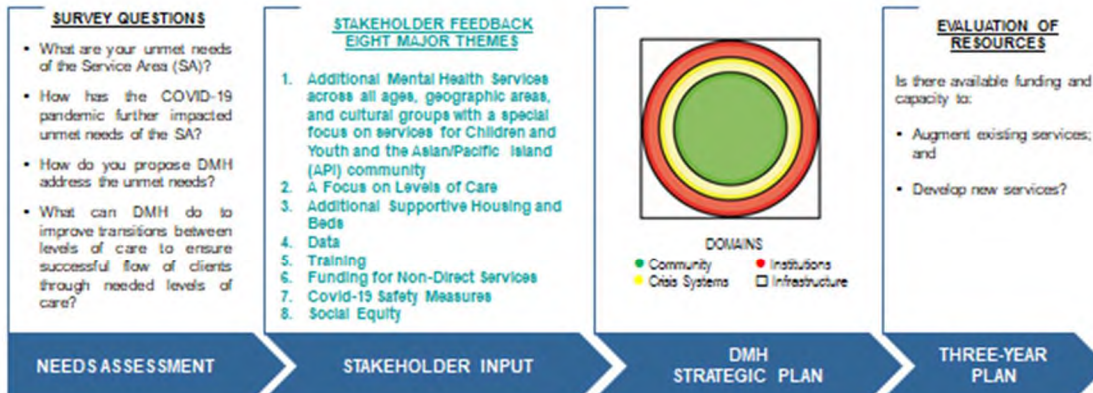 SURVEY QUESTIONS
• What are your unmet needs
of the Service Area (SA)?
• How has the COVID-19
pandemic further impacted
unmet needs of the SA?
• How do you propose DMH
address the unmet needs?
• What can DMH do to
improve transitions between
levels of care to ensure
successful flow of clients
through needed levels of
care?
NEEDS ASSESSMENT
STAKEHOLDER FEEDBACK
EIGHT MAJOR THEMES
1. Additional Mental Health Services
across all ages, geographic areas,
and cultural groups with a special
focus on services for Children and
Youth and the Asian/Pacific Island
(API) community
2. A Focus on Levels of Care
3. Additional Supportive Housing and
Beds
4. Data
5. Training
6. Funding for Non-Direct Services
7. Covid-19 Safety Measures
8. Social Equity
STAKEHOLDER INPUT
DOMAINS
Community
Institutions
Crisis Systems
Infrastructure
DMH
STRATEGIC PLAN
EVALUATION OF
RESOURCES
Is there available funding and
capacity to:
• Augment existing services;
and
• Develop new services?
THREE-YEAR
PLAN